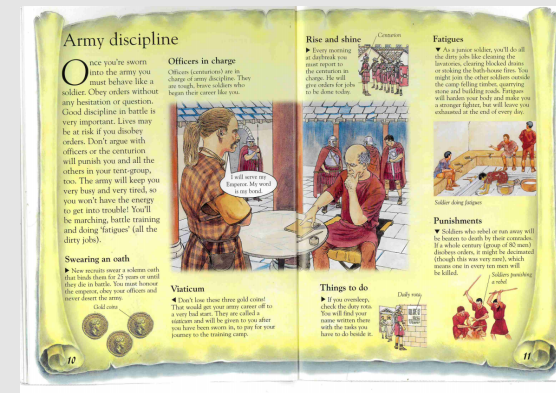 Army discipline
Once you're sworn
into the army you
must behave like a
soldier. Obey orders without
any hesitation or question.
Good discipline in battle is
very important. Lives may
be at risk if you disobey
orders. Don't argue with
officers or the centurion
will punish you and all the
others in your tent-group,
too. The army will keep you
very busy and very tired, so
you won't have the energy
to get into trouble! You'll
be marching, battle training
and doing 'fatigues' (all the
dirty jobs).
Swearing an oath
► New recruits swear a solemn oath
that binds them for 25 years or until
they die in battle. You must honour
the emperor, obey your officers and
never desert the army.
Gold coins
10
Officers in charge
Officers (centurions) are in
charge of army discipline. They
are tough, brave soldiers who
began their career like you.
I will serve my
Emperor. My word
is my bond.
Viaticum
◄ Don't lose these three gold coins!
That would get your army career off to
a very bad start. They are called a
viaticum and will be given to you after
you have been sworn in, to pay for your
journey to the training camp.
Rise and shine
► Every morning
at daybreak you
must report to
the centurion in
charge. He will
give orders for jobs
to be done today.
Centurion
Things to do
► If you oversleep,
check the duty rota.
You will find your
name written there
with the tasks you
have to do beside it.
Daily rota
Fatigues
▼ As a junior soldier, you'll do all
the dirty jobs like cleaning the
lavatories, clearing blocked drains
or stoking the bath-house fires. You
might join the other soldiers outside
the camp felling timber, quarrying
stone and building roads. Fatigues
will harden your body and make you
a stronger fighter, but will leave you
exhausted at the end of every day.
Soldier doing fatigues
Punishments
▼ Soldiers who rebel or run away will
be beaten to death by their comrades.
If a whole century (group of 80 men)
disobeys orders, it might be decimated
(though this was very rare), which
means one in every ten men will
be killed.
Soldiers punishing
a rebel
11